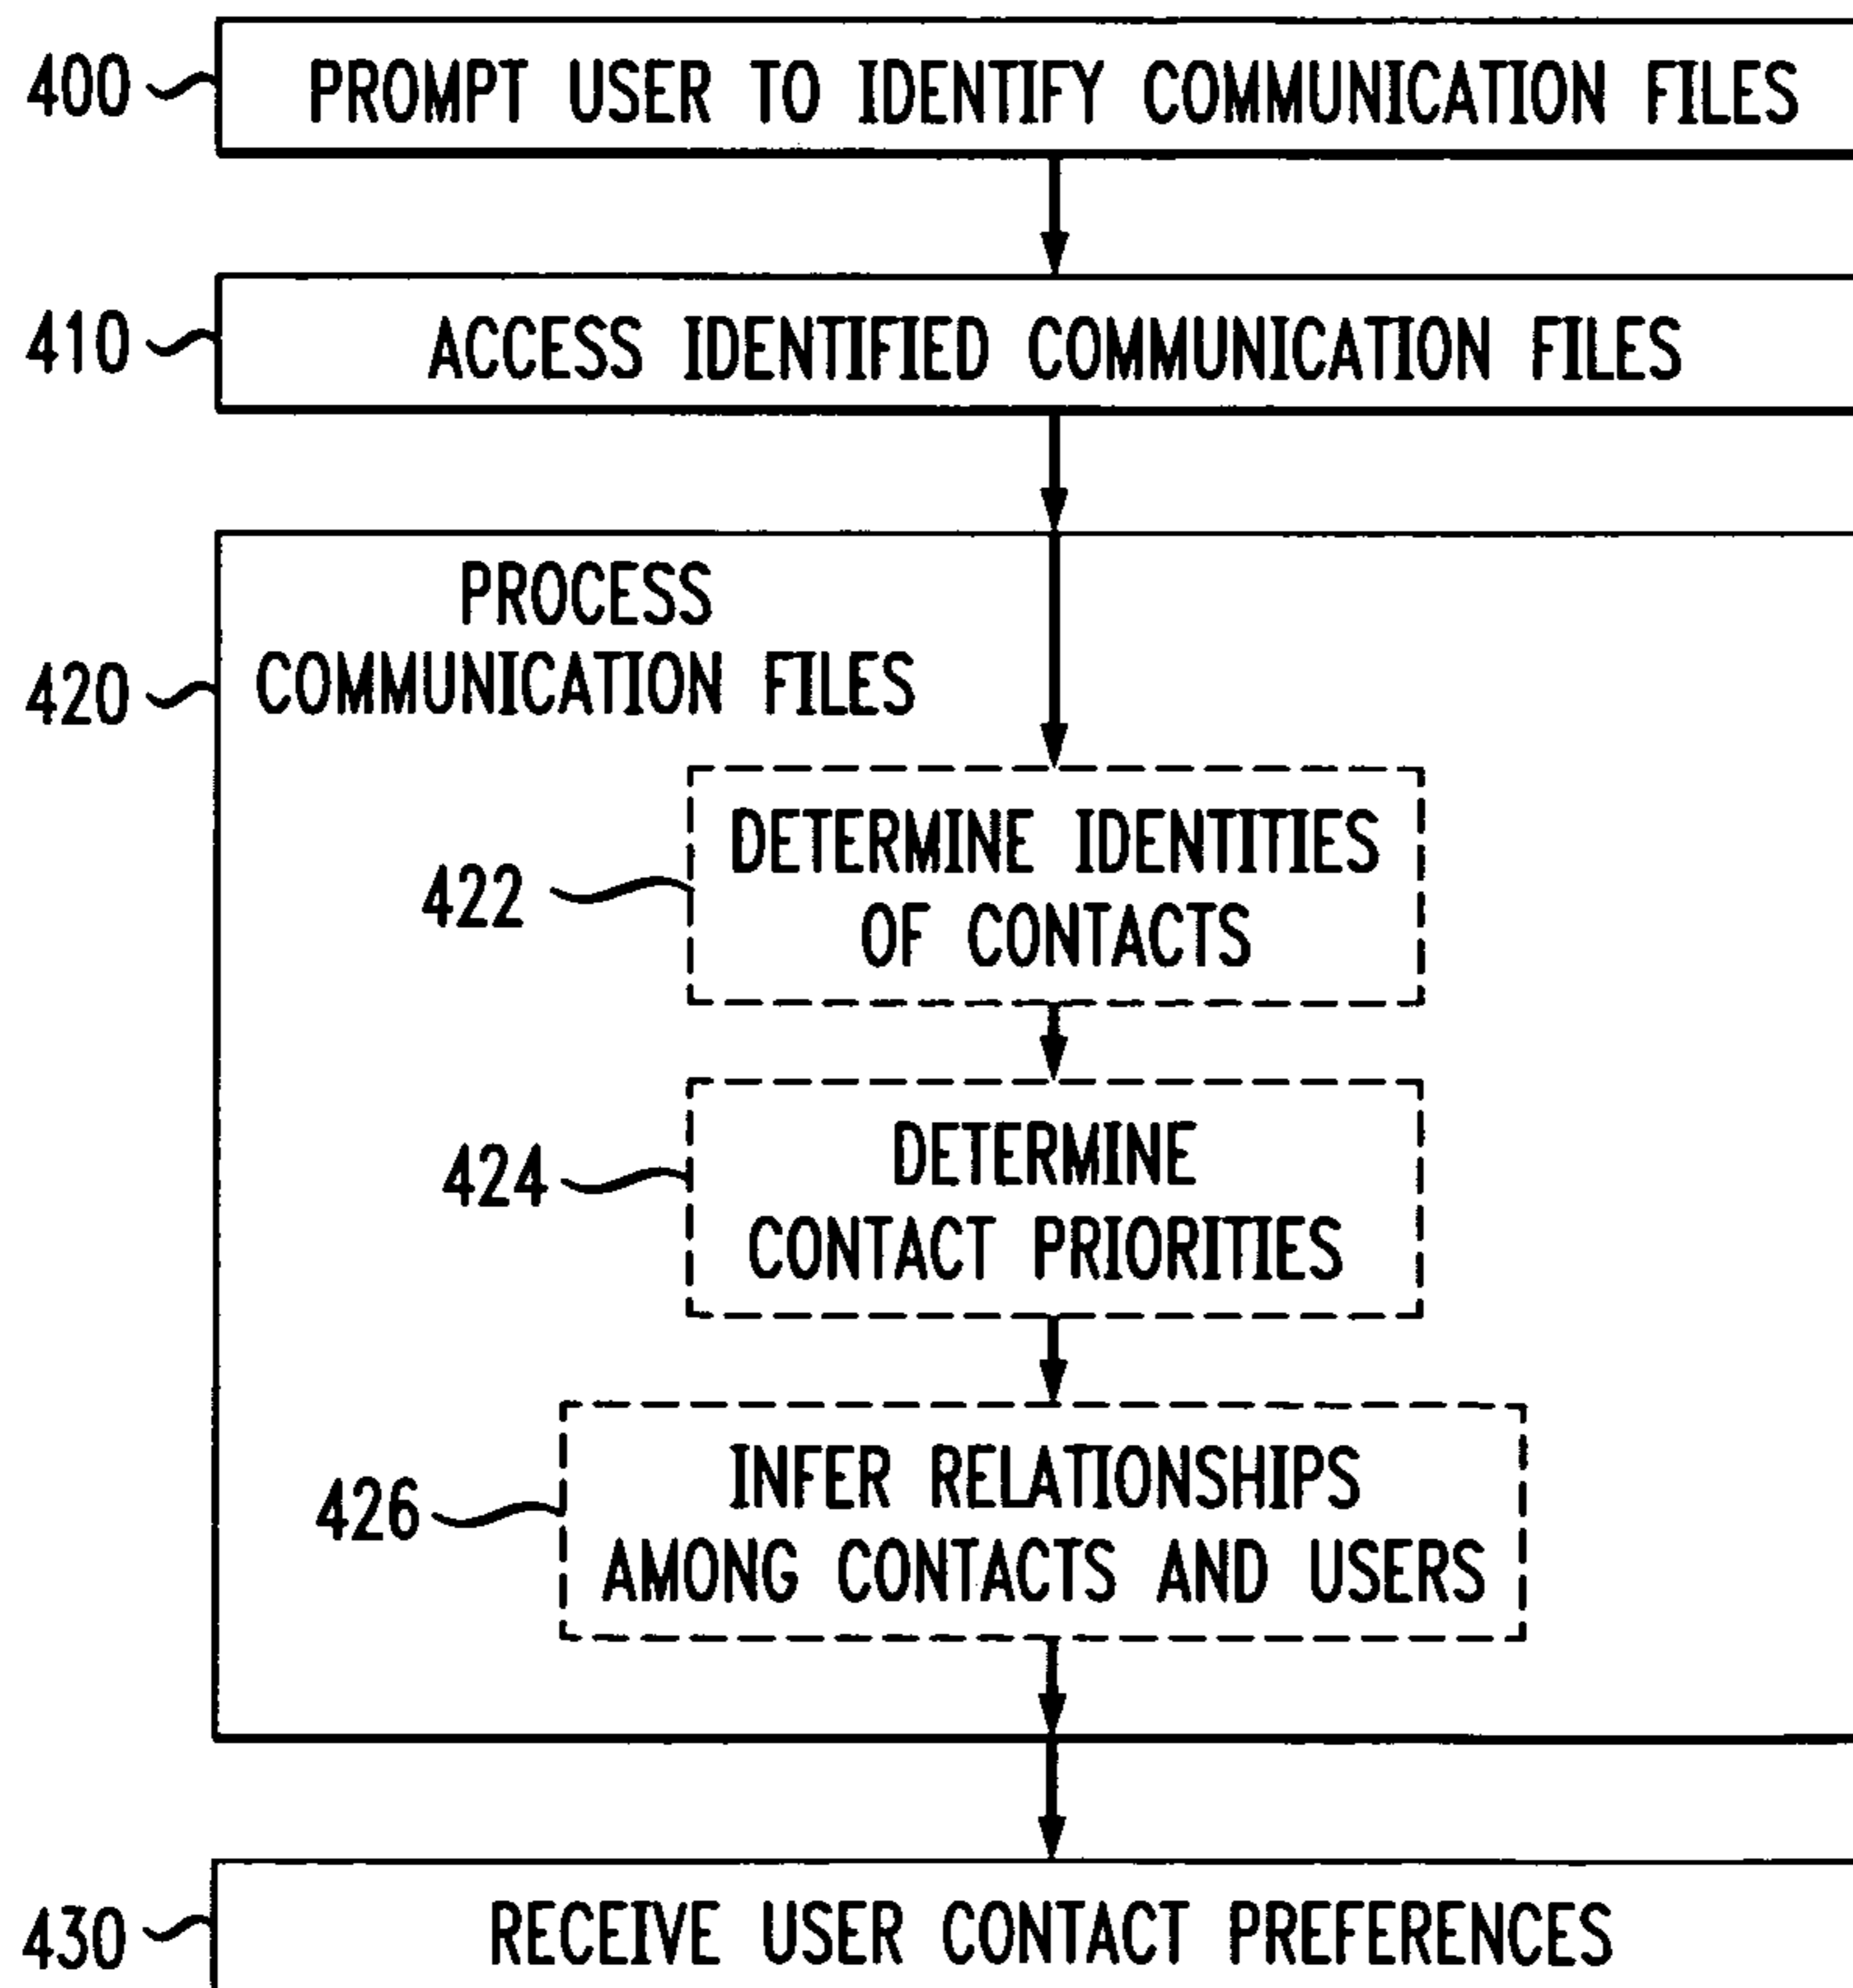 400 PROMPT USER TO IDENTIFY COMMUNICATION FILES
410 ACCESS IDENTIFIED COMMUNICATION FILES
PROCESS
420 COMMUNICATION FILES
DETERMINE IDENTITIES
422
OF CONTACTS
DETERMINE
424
CONTACT PRIORITIES
INFER RELATIONSHIPS
426
AMONG CONTACTS AND USERS
430 RECEIVE USER CONTACT PREFERENCES